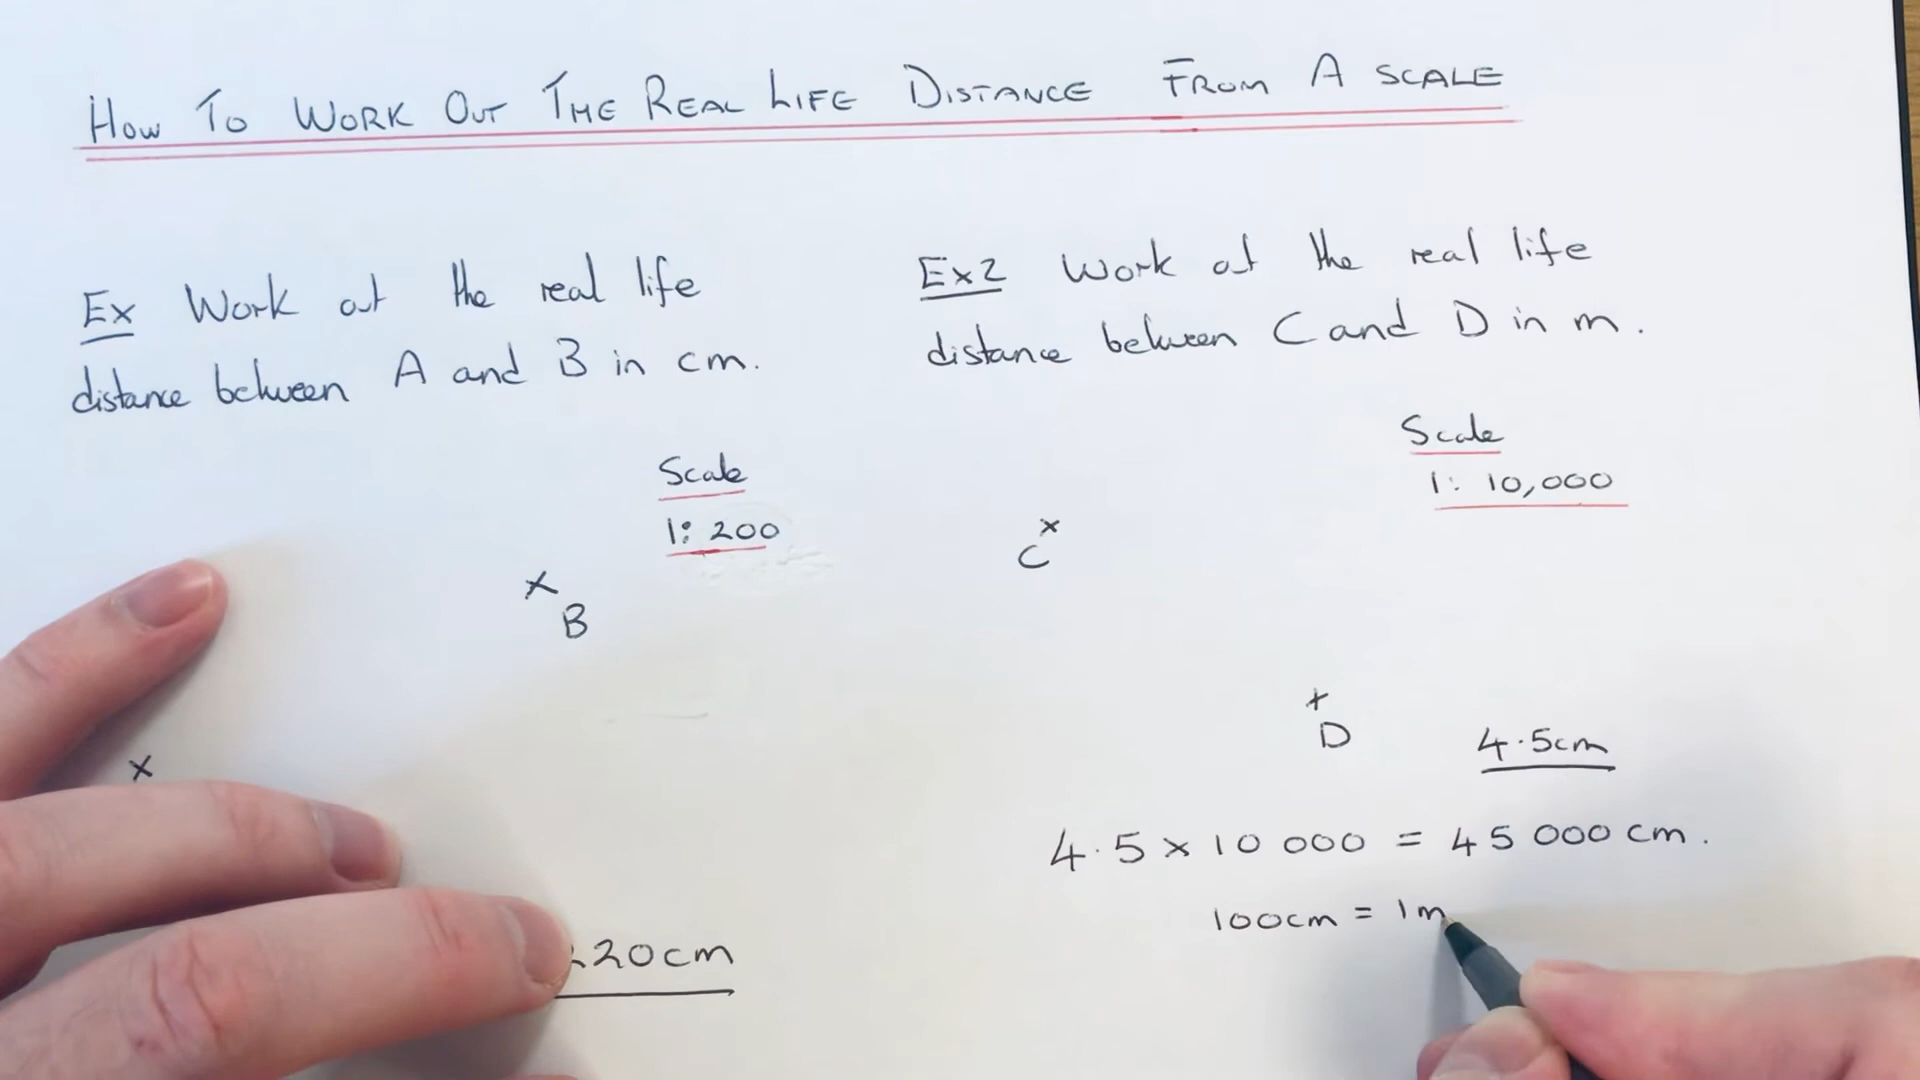 How To Work Out The Real Life Distance From A Scale
Ex Work out the real life
distance between A and B in cm.
Scale
1: 200
x
B
x
220cm
Ex2 Work out the real life
distance between C and D in m.
Scale
1: 10,000
x
C
+
D
4.5cm
4.5 x 10 000 = 45 000 cm.
100cm = 1m